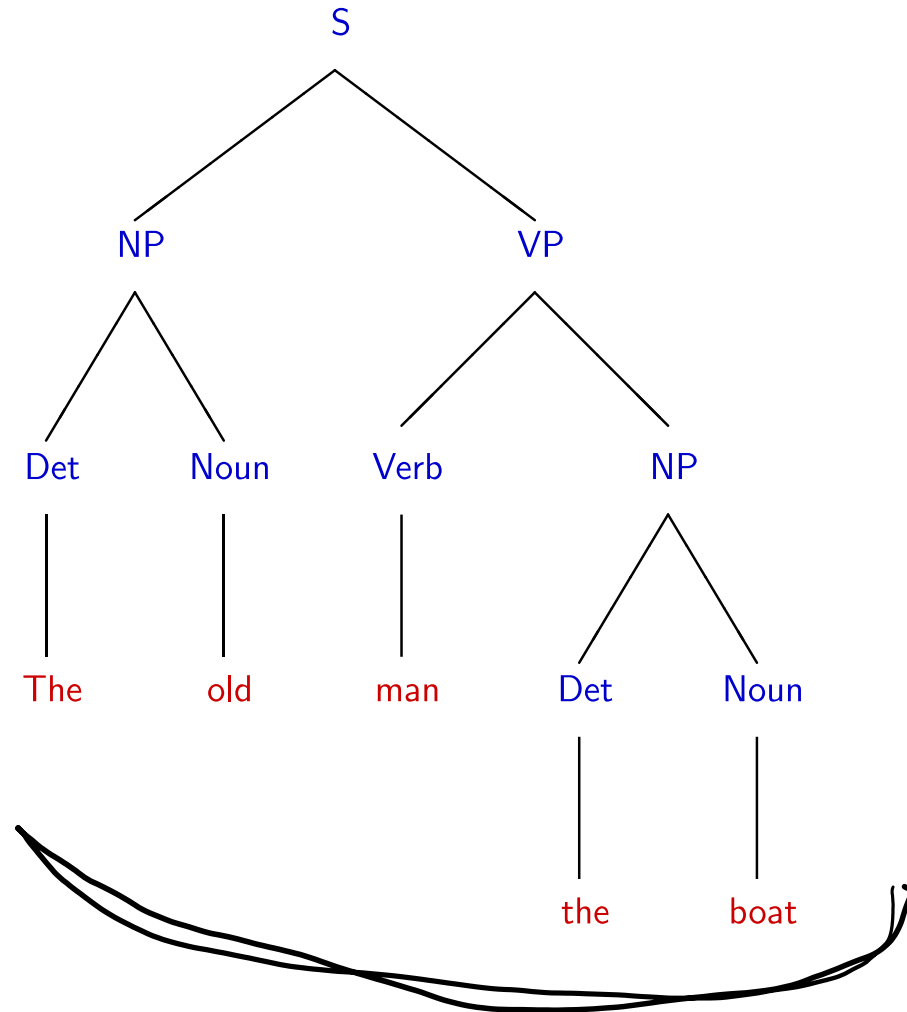 S
NP VP
Det Noun Verb NP
The old man Det Noun
the boat